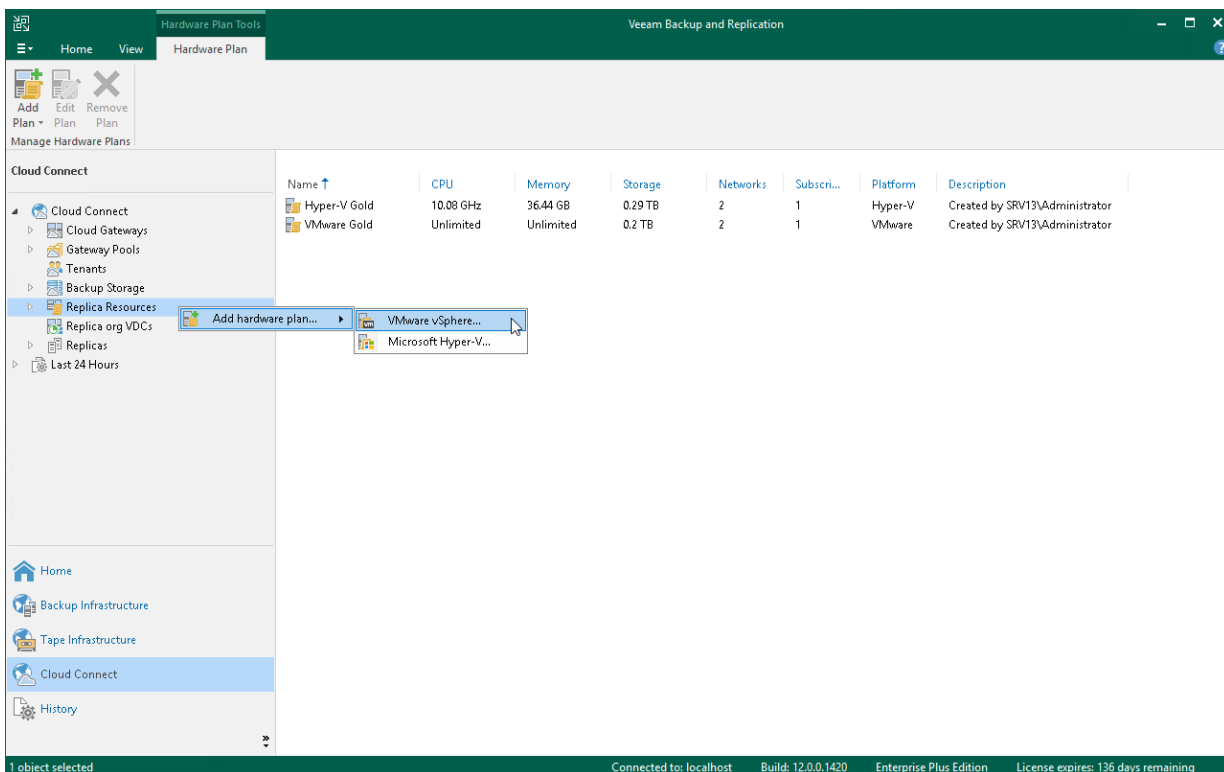 Hardware Plan Tools
Veeam Backup and Replication
Home View Hardware Plan
Add Plan
Edit Plan
Remove Plan
Manage Hardware Plans
Cloud Connect
Cloud Connect
Cloud Gateways
Gateway Pools
Tenants
Backup Storage
Replica Resources
Replica org VDCs
Replicas
Last 24 Hours
Name CPU Memory Storage Networks Subscri... Platform Description
Hyper-V Gold 10.08 GHz 36.44 GB 0.29 TB 2 1 Hyper-V Created by SRV13\Administrator
VMware Gold Unlimited Unlimited 0.2 TB 2 1 VMware Created by SRV13\Administrator
Add hardware plan...
VMware vSphere...
Microsoft Hyper-V...
Home
Backup Infrastructure
Tape Infrastructure
Cloud Connect
History
1 object selected
Connected to: localhost Build: 12.0.0.1420 Enterprise Plus Edition License expires: 136 days remaining